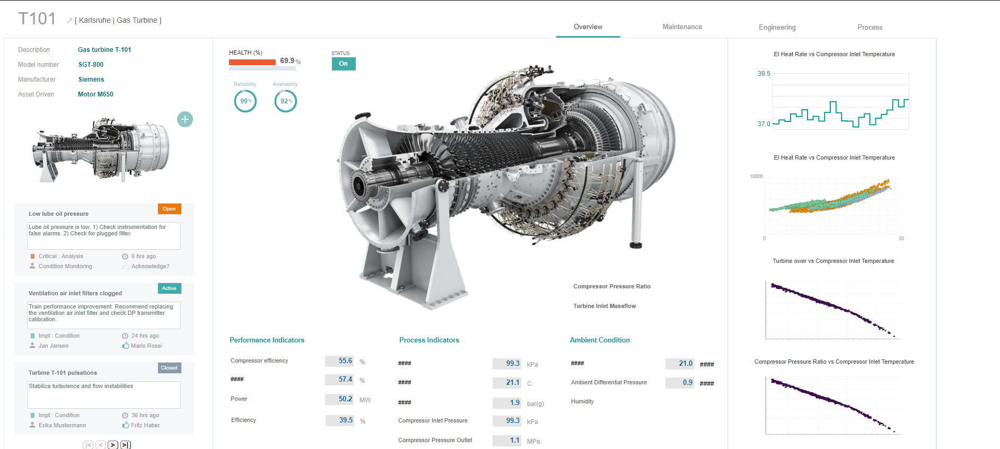 T101
[ Karlsruhe | Gas Turbine ]
Overview
Maintenance
Engineering
Process
Description
Gas turbine T-101
Model number
SGT-800
Manufacturer
Siemens
Asset Driven
Motor M650
+
Low lube oil pressure
Open
Lube oil pressure is low. 1) Check instrumentation for
false alarms. 2) Check for plugged filter.
Critical : Analysis
0 hrs ago
Condition Monitoring
Acknowledge?
Ventilation air inlet filters clogged
Active
Train performance improvement. Recommend replacing
the ventilation air inlet filter and check DP transmitter
calibration.
Impt : Condition
24 hrs ago
Jan Jansen
Mario Rossi
Turbine T-101 pulsations
Closed
Stabilize turbulence and flow instabilities
Impt : Condition
36 hrs ago
Erika Mustermann
Fritz Haber
|<
<
>
>|
HEALTH (%)
69.9 %
STATUS
On
Reliability
99%
Availability
92%
Compressor Pressure Ratio
Turbine Inlet Massflow
Performance Indicators
Compressor efficiency
55.6 %
####
57.4 %
Power
50.2 MW
Efficiency
39.5 %
Process Indicators
####
99.3 kPa
####
21.1 C
####
1.9 bar(g)
Compressor Inlet Pressure
99.3 kPa
Compressor Pressure Outlet
1.1 MPa
Ambient Condition
####
21.0 ####
Ambient Differential Pressure
0.9 ####
Humidity
EI Heat Rate vs Compressor Inlet Temperature
39.5
37.0
EI Heat Rate vs Compressor Inlet Temperature
10000
0
30
Turbine ower vs Compressor Inlet Temperature
Compressor Pressure Ratio vs Compressor Inlet Temperature